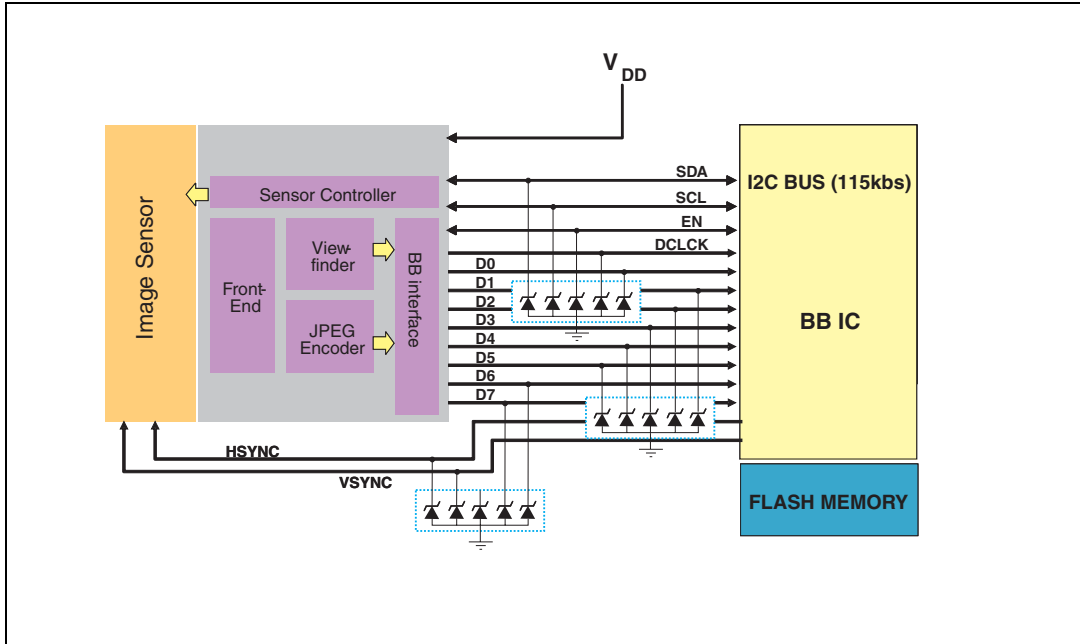 V
DD
Image Sensor
Sensor Controller
Front-
End
View-
finder
JPEG
Encoder
BB interface
SDA
SCL
EN
DCLCK
D0
D1
D2
D3
D4
D5
D6
D7
HSYNC
VSYNC
I2C BUS (115kbs)
BB IC
FLASH MEMORY